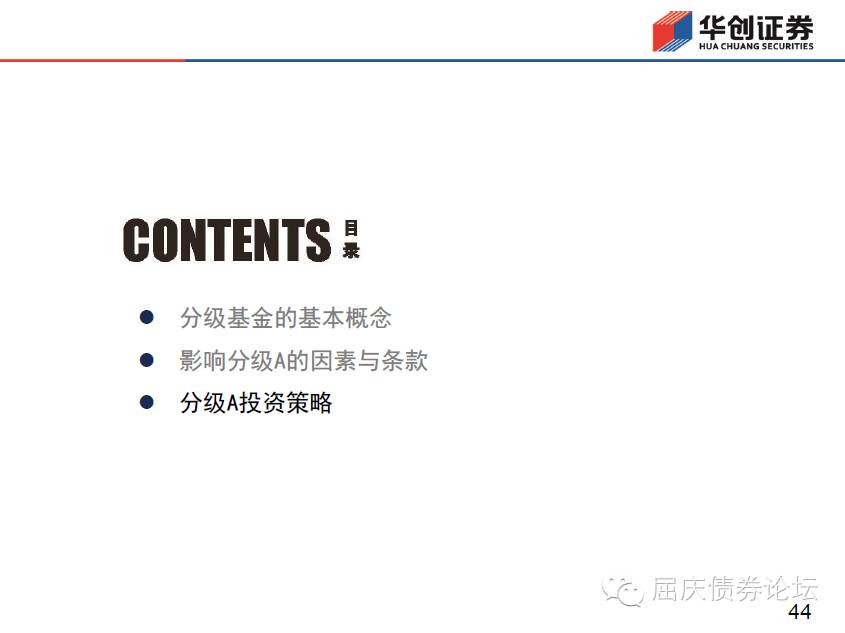 华创证券
HUA CHUANG SECURITIES
CONTENTS 目录
分级基金的基本概念
影响分级A的因素与条款
分级A投资策略
屈庆债券论坛
44